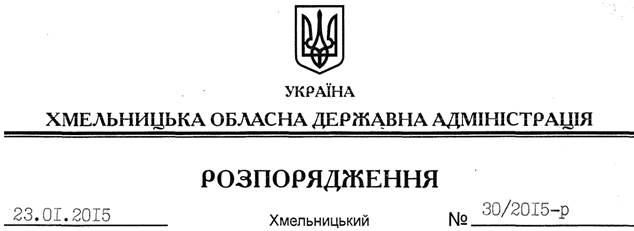 УКРАЇНА
ХМЕЛЬНИЦЬКА ОБЛАСНА ДЕРЖАВНА АДМІНІСТРАЦІЯ
РОЗПОРЯДЖЕННЯ
23.01.2015 Хмельницький № 30/2015-р